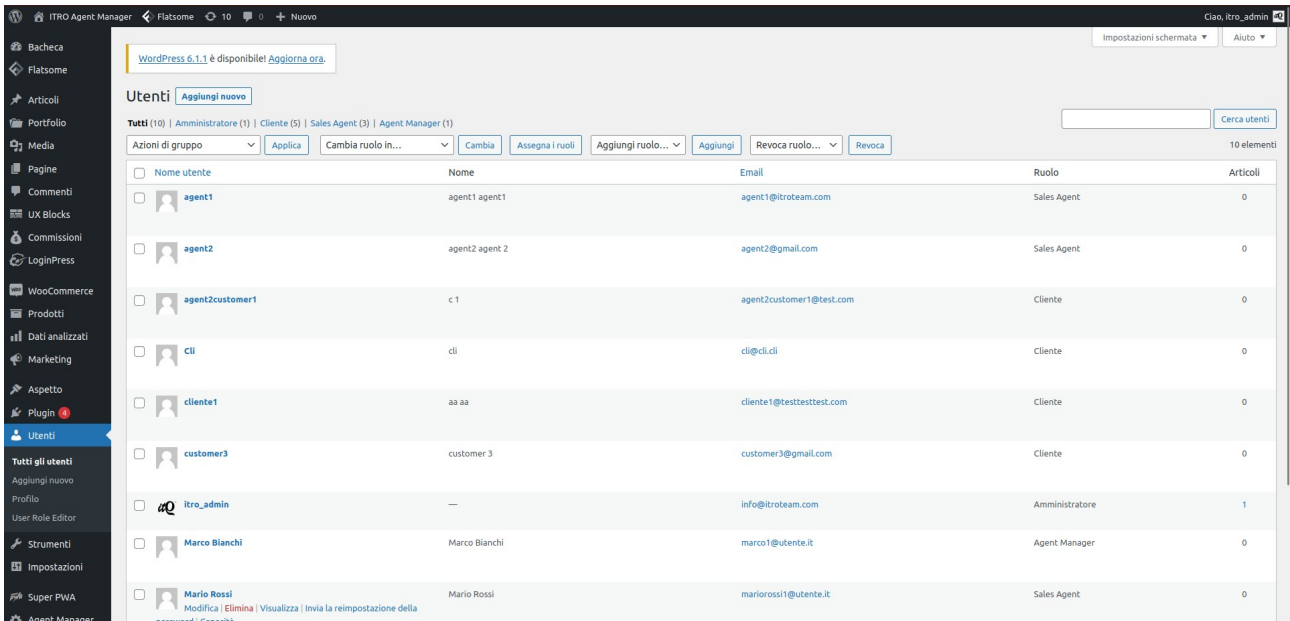 ITRO Agent Manager Flatsome 10 0 + Nuovo Ciao, itro_admin
Bacheca
Flatsome
Articoli
Portfolio
Media
Pagine
Commenti
UX Blocks
Commissioni
LoginPress
WooCommerce
Prodotti
Dati analizzati
Marketing
Aspetto
Plugin 4
Utenti
Tutti gli utenti
Aggiungi nuovo
Profilo
User Role Editor
Strumenti
Impostazioni
Super PWA
Agent Manager
Impostazioni schermata ▼ Aiuto ▼
WordPress 6.1.1 è disponibile! Aggiorna ora.
Utenti Aggiungi nuovo
Tutti (10) | Amministratore (1) | Cliente (5) | Sales Agent (3) | Agent Manager (1)
Cerca utenti
Azioni di gruppo Applica Cambia ruolo in... Cambia Assegna i ruoli Aggiungi ruolo... Aggiungi Revoca ruolo... Revoca 10 elementi
Nome utente Nome Email Ruolo Articoli
agent1 agent1 agent1 agent1@itroteam.com Sales Agent 0
agent2 agent2 agent 2 agent2@gmail.com Sales Agent 0
agent2customer1 c 1 agent2customer1@test.com Cliente 0
Cli cli cli@cli.cli Cliente 0
cliente1 aa aa cliente1@testtesttest.com Cliente 0
customer3 customer 3 customer3@gmail.com Cliente 0
itro_admin — info@itroteam.com Amministratore 1
Marco Bianchi Marco Bianchi marco1@utente.it Agent Manager 0
Mario Rossi Mario Rossi mariorossi1@utente.it Sales Agent 0
Modifica | Elimina | Visualizza | Invia la reimpostazione della
password | Capacità